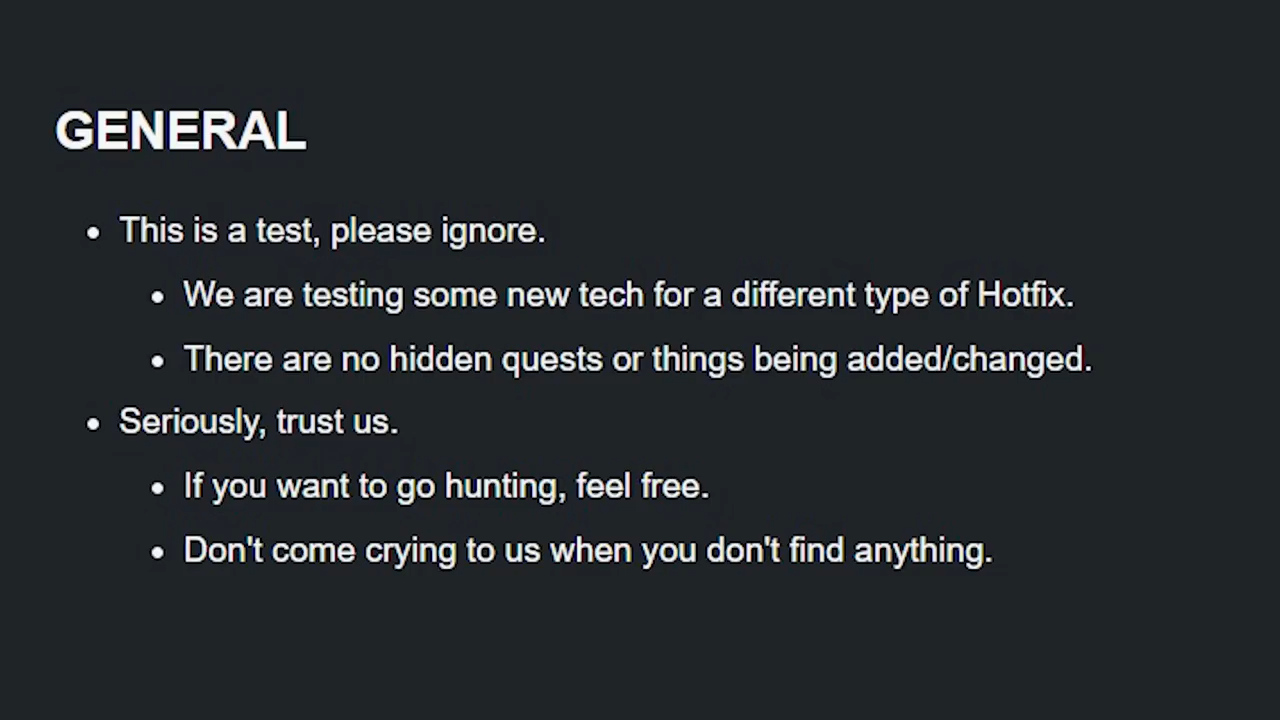 GENERAL
This is a test, please ignore.
We are testing some new tech for a different type of Hotfix.
There are no hidden quests or things being added/changed.
Seriously, trust us.
If you want to go hunting, feel free.
Don't come crying to us when you don't find anything.